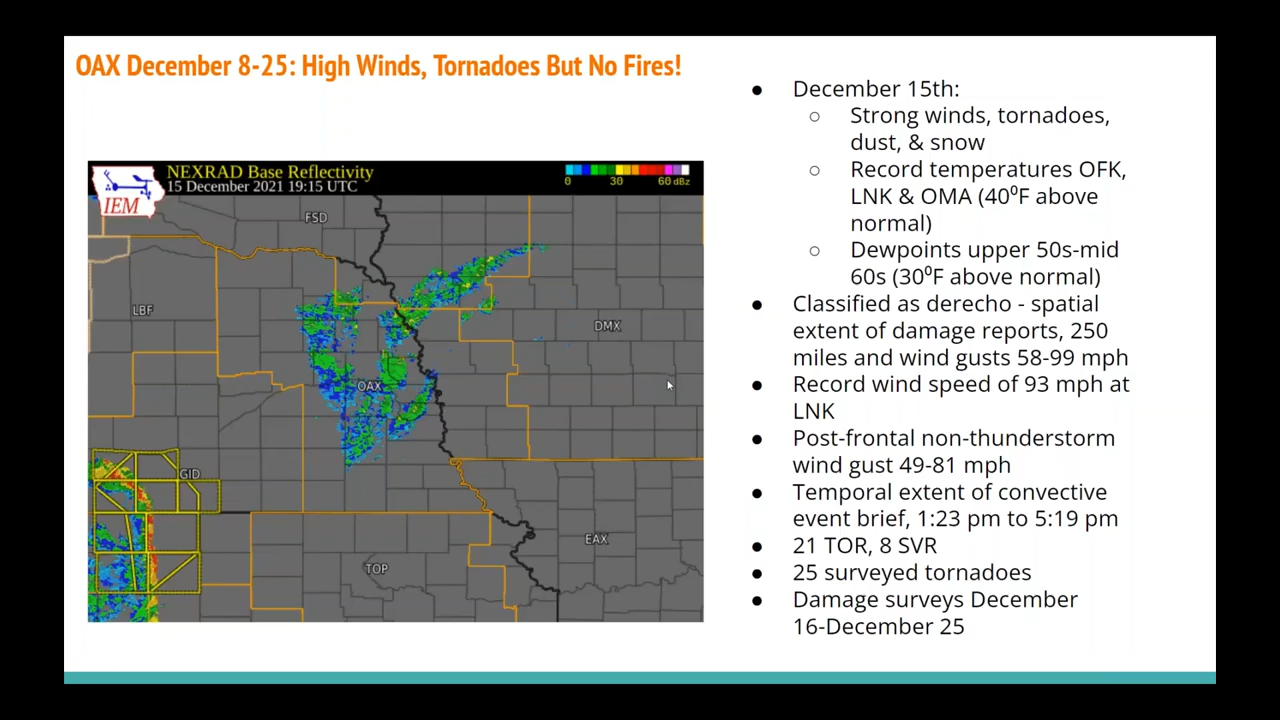 OAX December 8-25: High Winds, Tornadoes But No Fires!
NEXRAD Base Reflectivity
15 December 2021 19:15 UTC
0 30 60 dBz
IEM
FSD
LBF
DMX
OAX
GID
EAX
TOP
● December 15th:
○ Strong winds, tornadoes,
dust, & snow
○ Record temperatures OFK,
LNK & OMA (40⁰F above
normal)
○ Dewpoints upper 50s-mid
60s (30⁰F above normal)
● Classified as derecho - spatial
extent of damage reports, 250
miles and wind gusts 58-99 mph
● Record wind speed of 93 mph at
LNK
● Post-frontal non-thunderstorm
wind gust 49-81 mph
● Temporal extent of convective
event brief, 1:23 pm to 5:19 pm
● 21 TOR, 8 SVR
● 25 surveyed tornadoes
● Damage surveys December
16-December 25